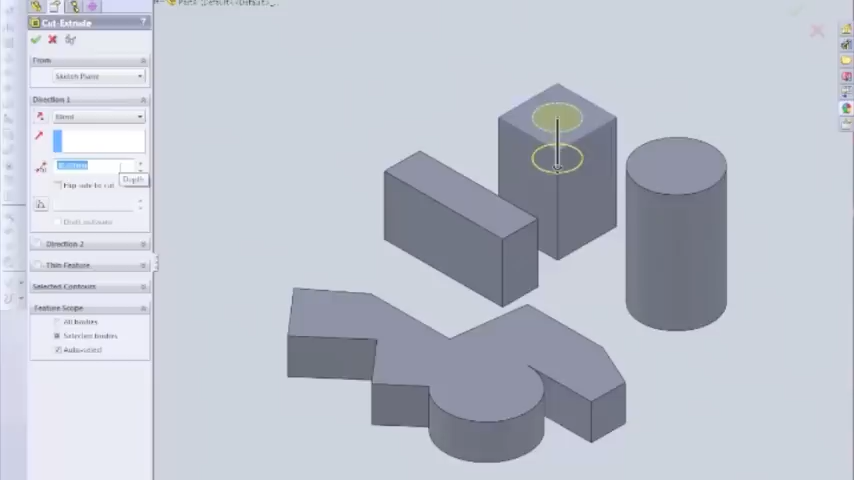 Cut-Extrude
?
From
Sketch Plane
Direction 1
Blind
Depth
Flip side to cut
Draft outward
Direction 2
Thin Feature
Selected Contours
Feature Scope
All bodies
Selected bodies
Auto-select